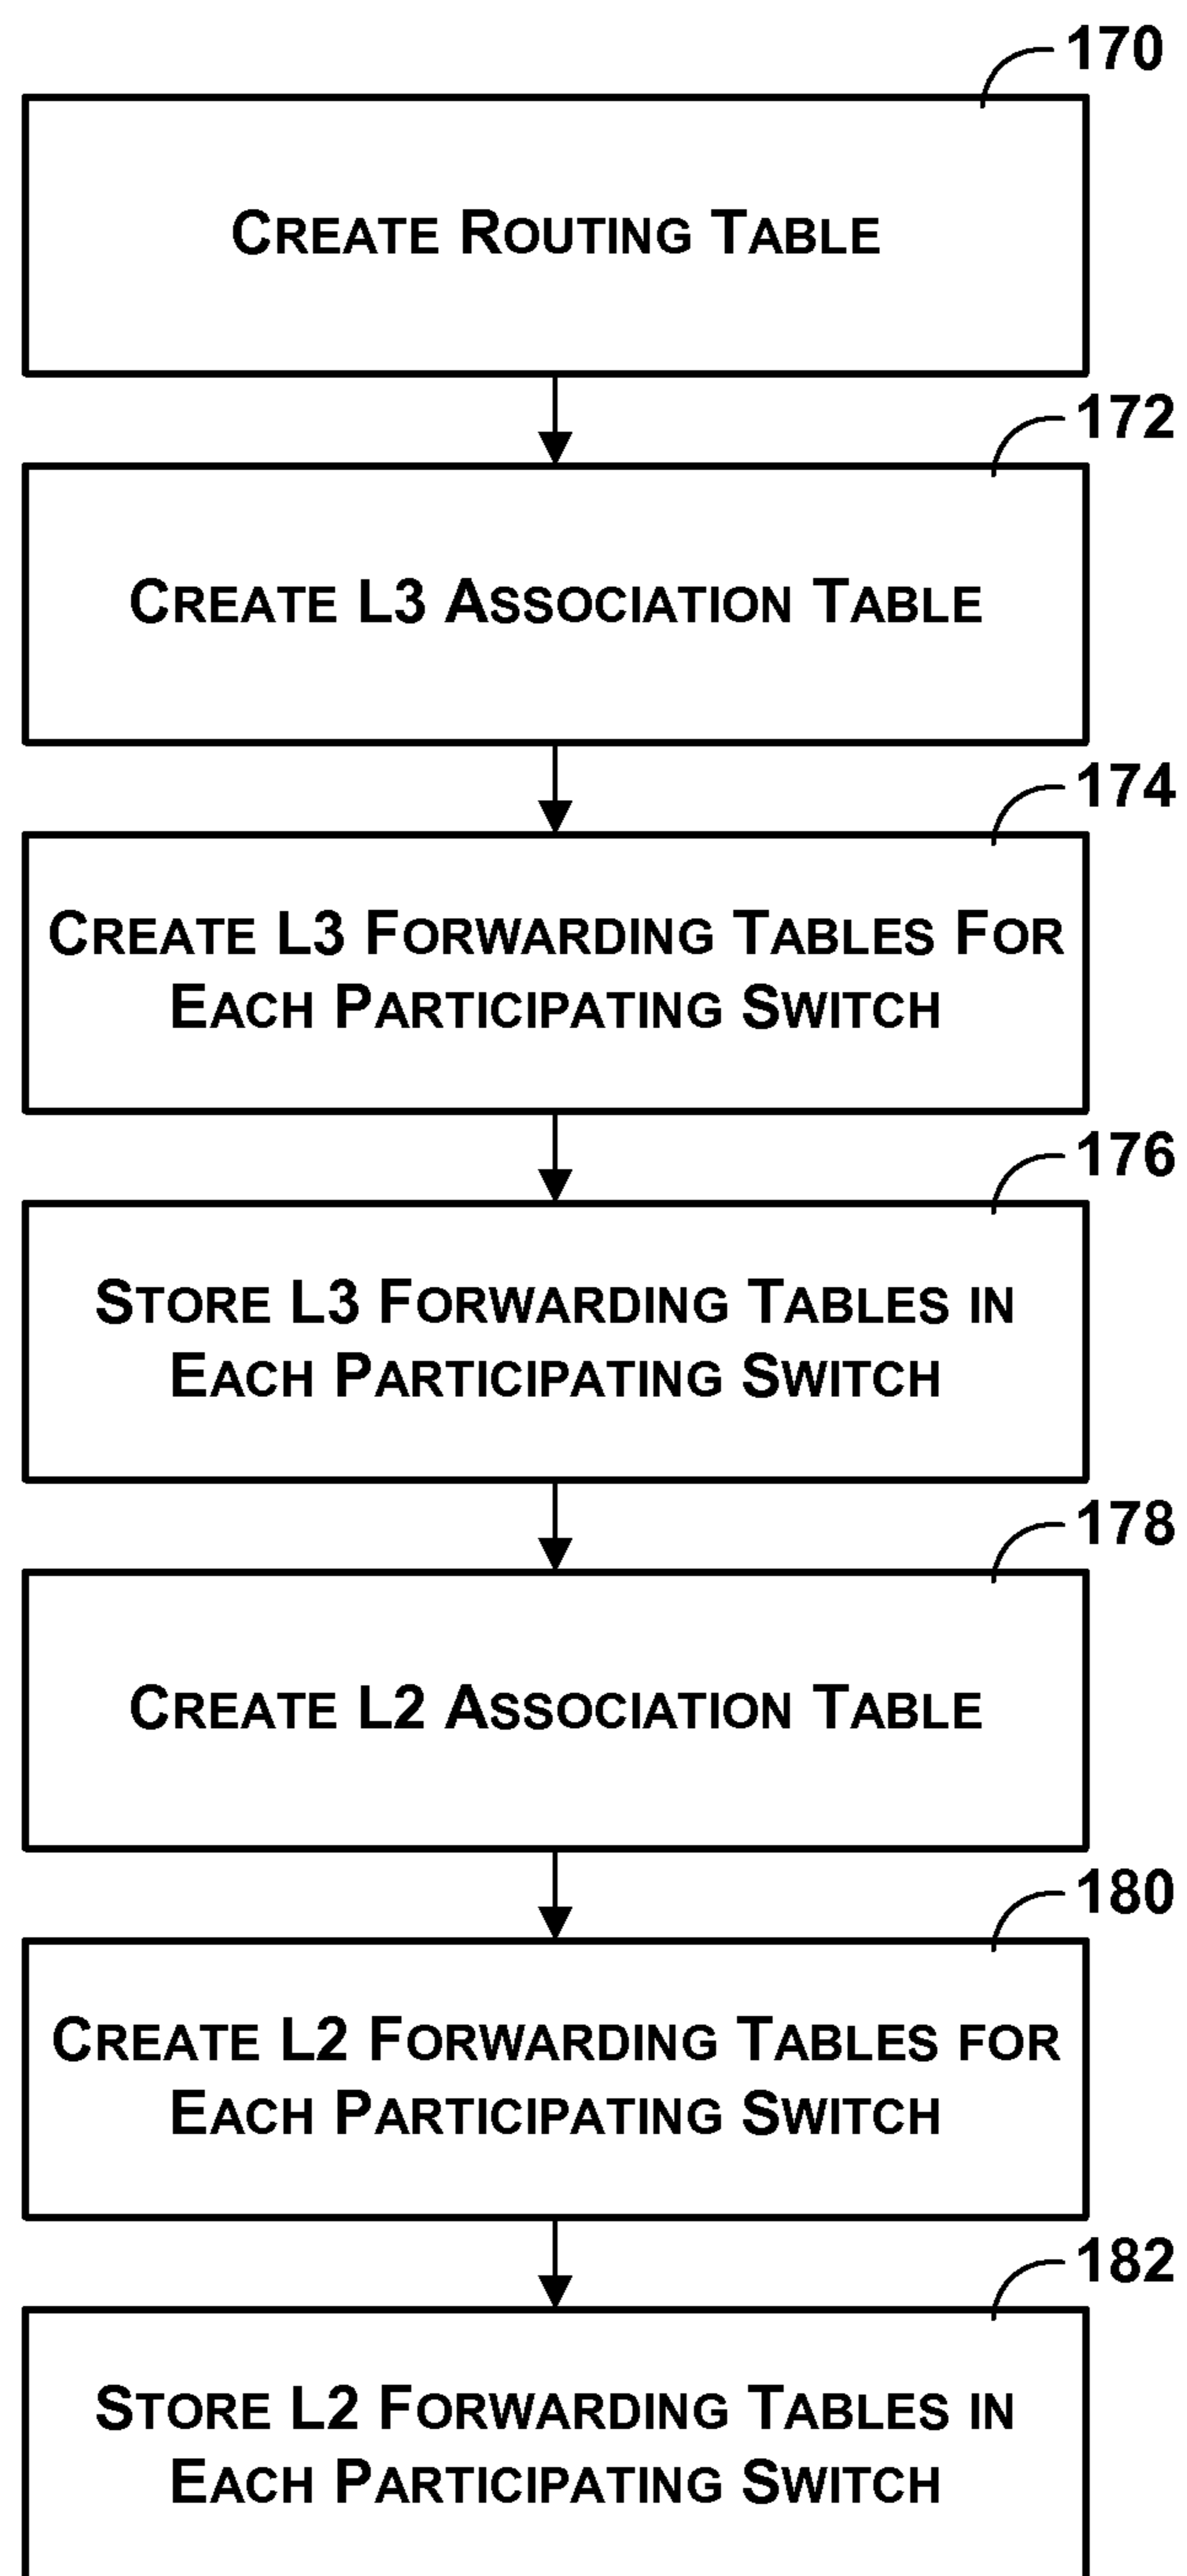 170
CREATE ROUTING TABLE
172
CREATE L3 ASSOCIATION TABLE
174
CREATE L3 FORWARDING TABLES FOR
EACH PARTICIPATING SWITCH
176
STORE L3 FORWARDING TABLES IN
EACH PARTICIPATING SWITCH
178
CREATE L2 ASSOCIATION TABLE
180
CREATE L2 FORWARDING TABLES FOR
EACH PARTICIPATING SWITCH
182
STORE L2 FORWARDING TABLES IN
EACH PARTICIPATING SWITCH